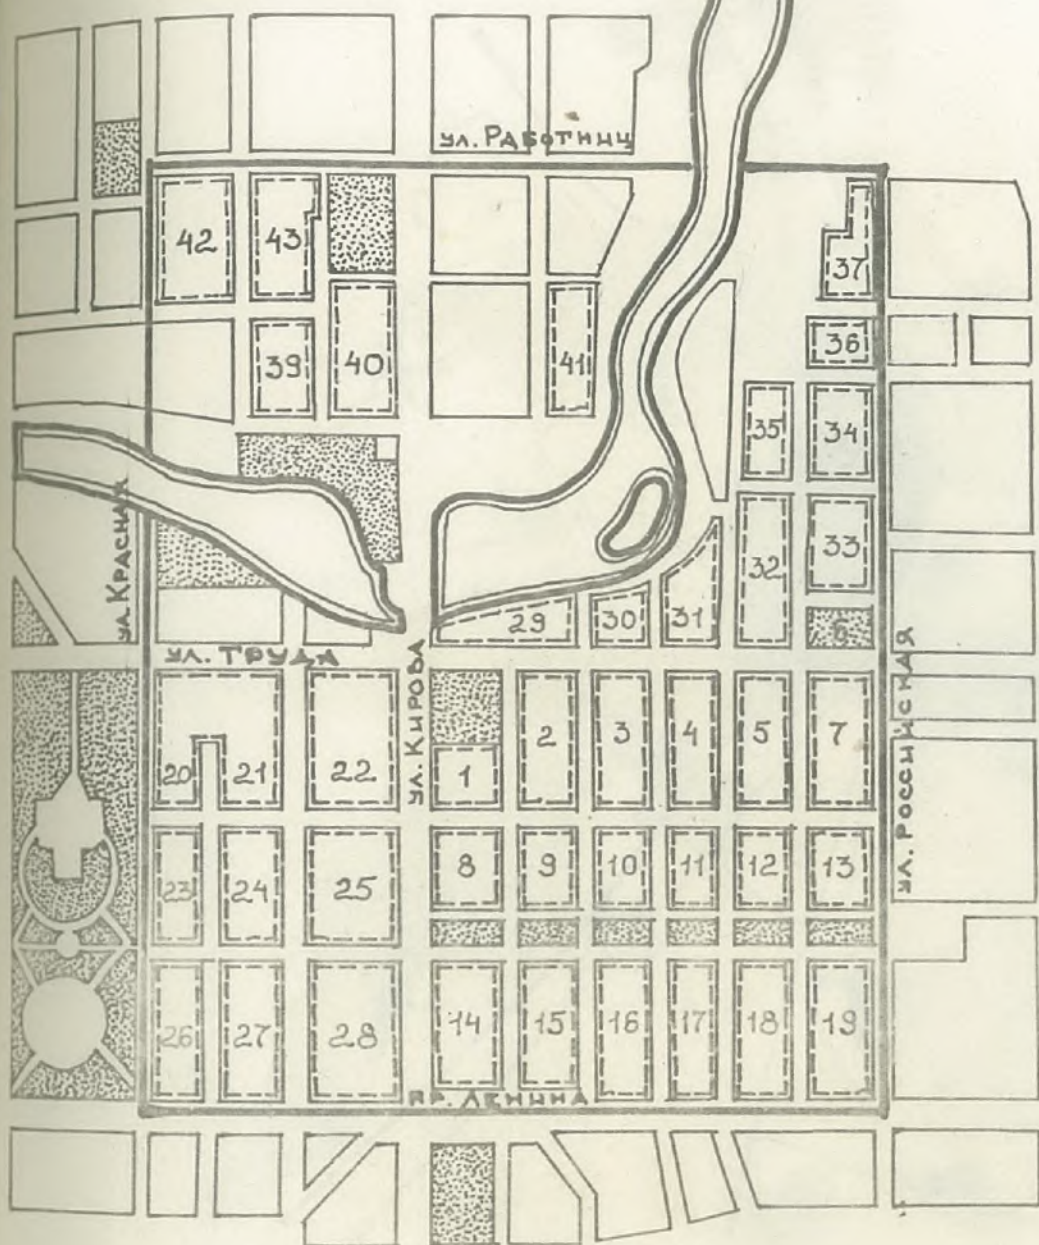 ул. Работниц
42 43 37
39 40 41 36
35 34
ул. Красная
32 33
29 30 31 6
ул. Труда
ул. Кирова
ул. Российская
2 3 4 5 7
20 21 22 1
8 9 10 11 12 13
23 24 25
14 15 16 17 18 19
26 27 28
пр. Ленина